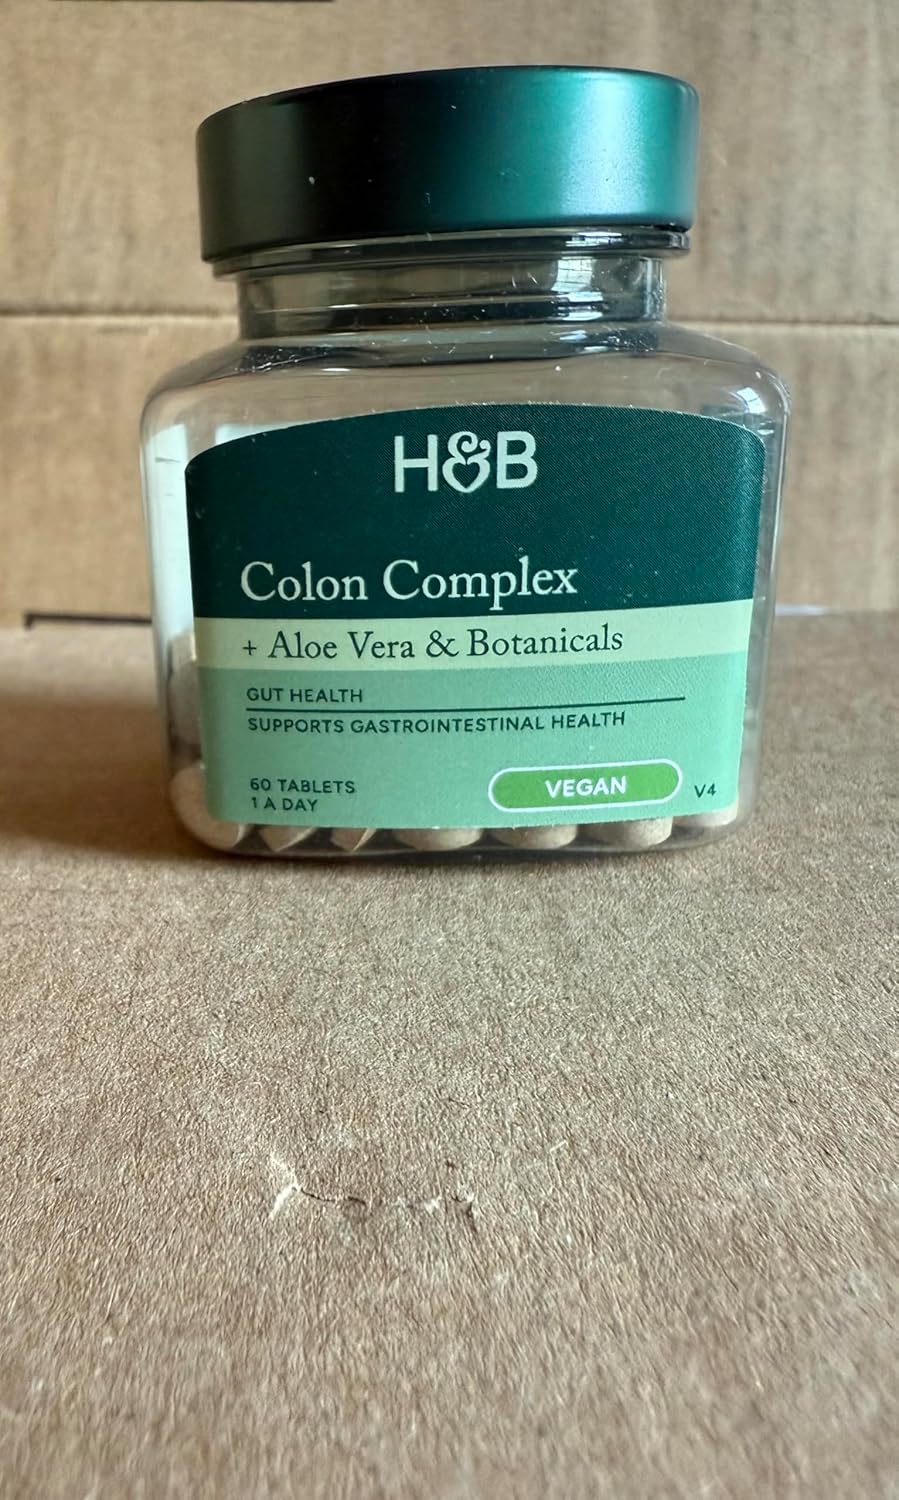 H&B
Colon Complex
+ Aloe Vera & Botanicals
GUT HEALTH
SUPPORTS GASTROINTESTINAL HEALTH
60 TABLETS
1 A DAY
VEGAN
V4